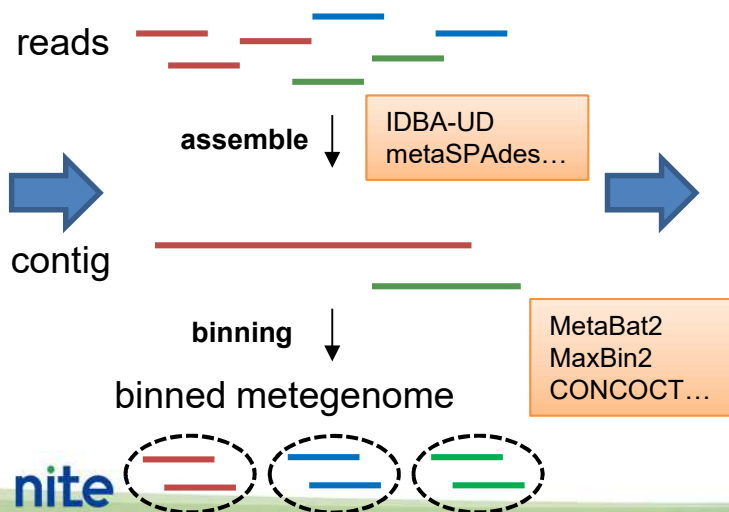 reads
assemble
IDBA-UD
metaSPAdes…
contig
binning
MetaBat2
MaxBin2
CONCOCT…
binned metegenome
nite